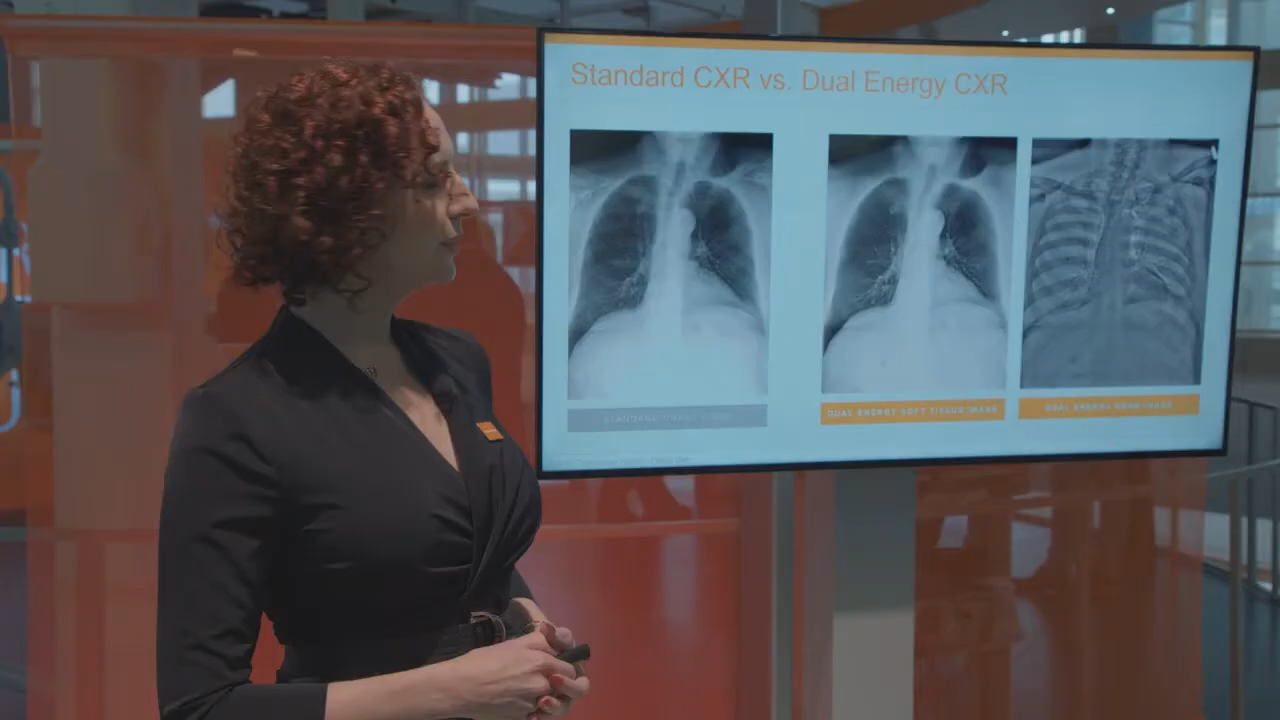 Standard CXR vs. Dual Energy CXR
DUAL ENERGY SOFT TISSUE IMAGE
DUAL ENERGY BONE IMAGE